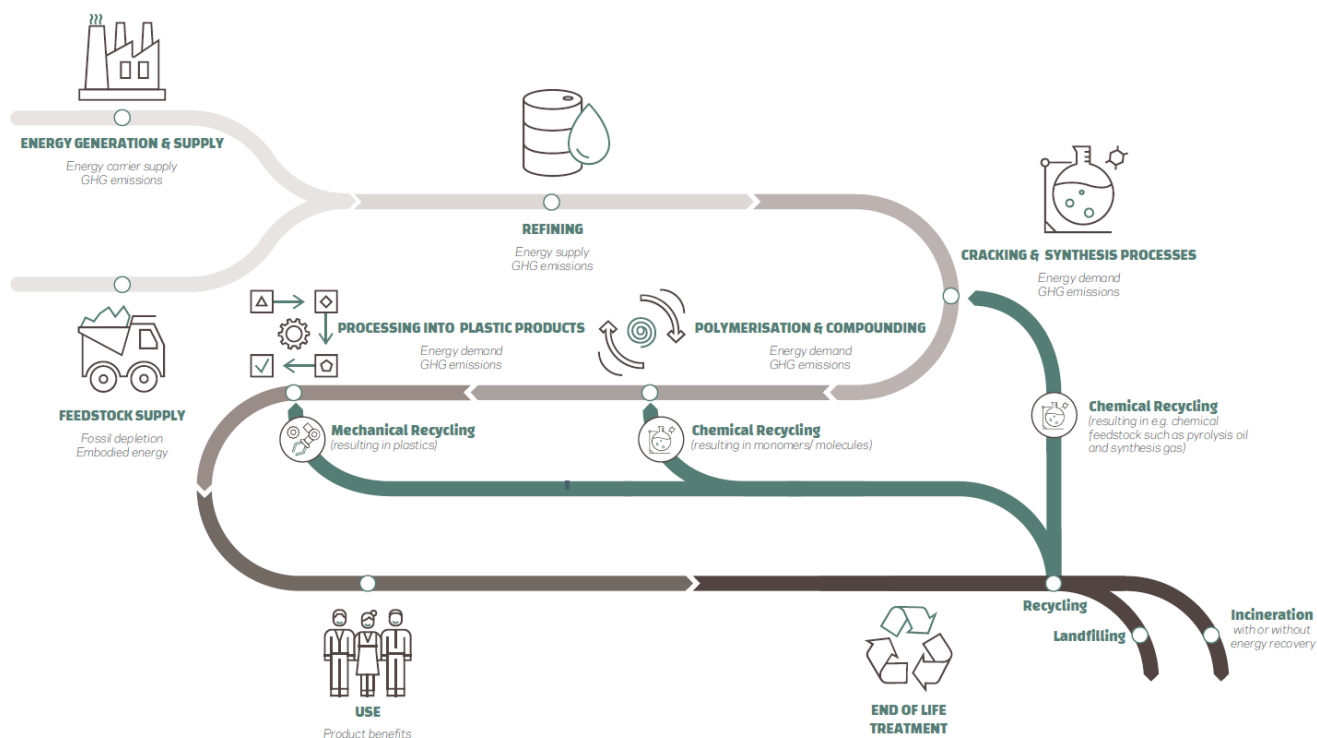 ENERGY GENERATION & SUPPLY
Energy carrier supply
GHG emissions
REFINING
Energy supply
GHG emissions
CRACKING & SYNTHESIS PROCESSES
Energy demand
GHG emissions
PROCESSING INTO PLASTIC PRODUCTS
Energy demand
GHG emissions
POLYMERISATION & COMPOUNDING
Energy demand
GHG emissions
FEEDSTOCK SUPPLY
Fossil depletion
Embodied energy
Mechanical Recycling
(resulting in plastics)
Chemical Recycling
(resulting in monomers/ molecules)
Chemical Recycling
(resulting in e.g. chemical
feedstock such as pyrolysis oil
and synthesis gas)
Recycling
Landfilling
Incineration
with or without
energy recovery
USE
Product benefits
END OF LIFE
TREATMENT